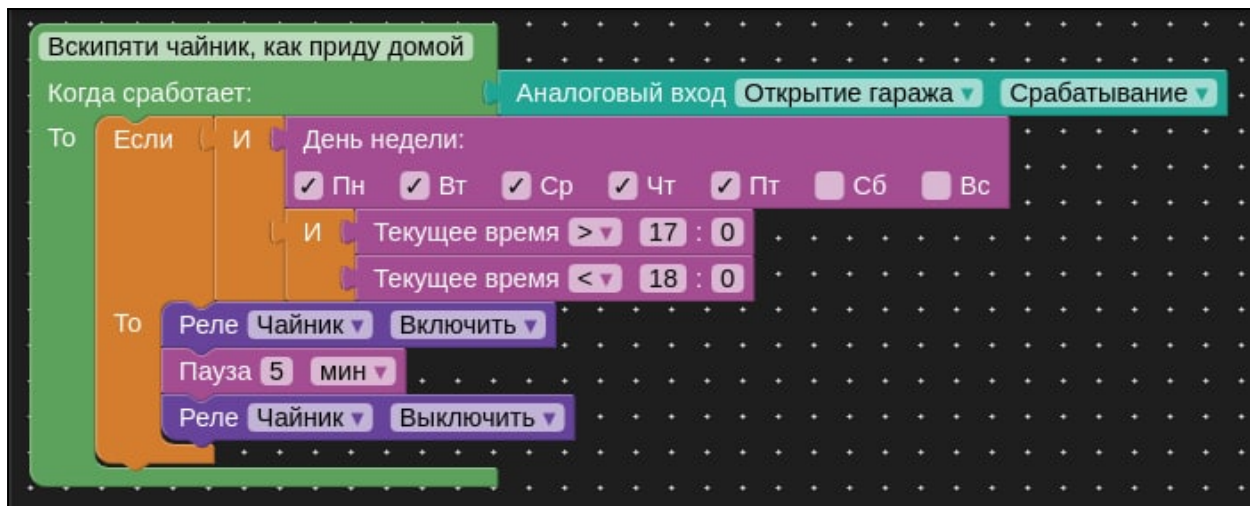 Вскипяти чайник, как приду домой
Когда сработает: Аналоговый вход Открытие гаража Срабатывание
То Если И День недели:
Пн Вт Ср Чт Пт Сб Вс
И Текущее время > 17 : 0
Текущее время < 18 : 0
То Реле Чайник Включить
Пауза 5 мин
Реле Чайник Выключить